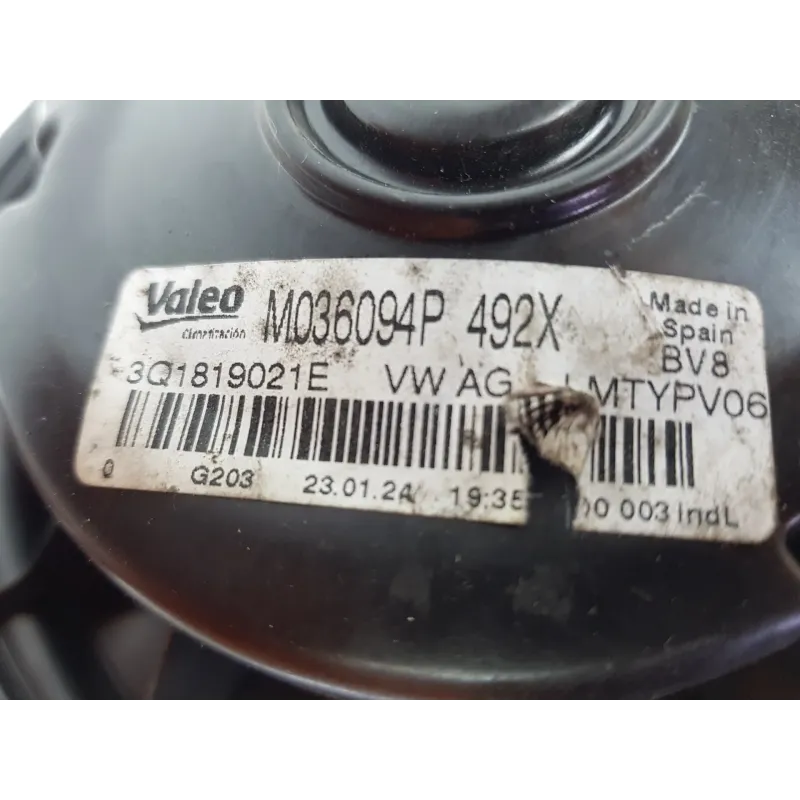 Valeo M036094P 492X Made in
climatización Spain
3Q1819021E VW AG MTYPV06 BV8
0 G203 23.01.24 19:35 003 indL